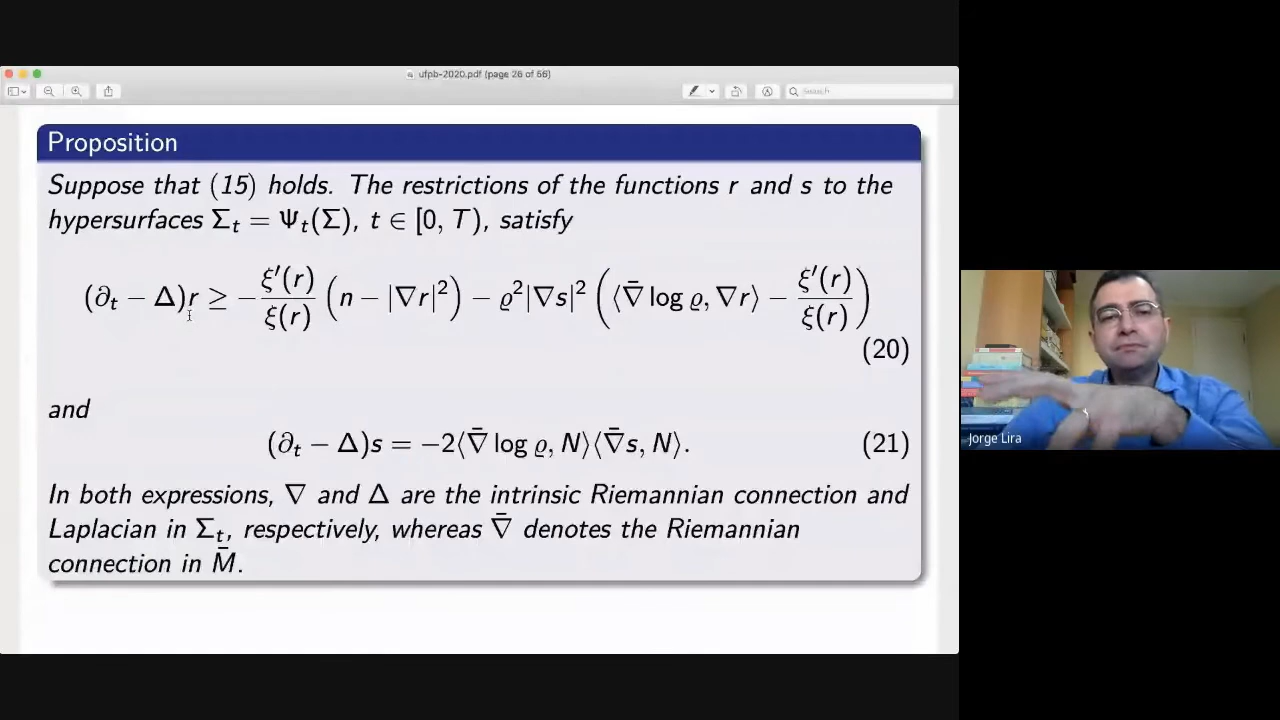 ufpb-2020.pdf (page 26 of 56)
Search
Proposition
Suppose that (15) holds. The restrictions of the functions r and s to the
hypersurfaces Σ_t = Ψ_t(Σ), t ∈ [0, T), satisfy
(∂_t − Δ)r ≥ −ξ′(r)/ξ(r) (n − |∇r|²) − ϱ²|∇s|² (⟨∇̄ log ϱ, ∇r⟩ − ξ′(r)/ξ(r))
(20)
and
(∂_t − Δ)s = −2⟨∇̄ log ϱ, N⟩⟨∇̄s, N⟩. (21)
In both expressions, ∇ and Δ are the intrinsic Riemannian connection and
Laplacian in Σ_t, respectively, whereas ∇̄ denotes the Riemannian
connection in M̄.
Jorge Lira